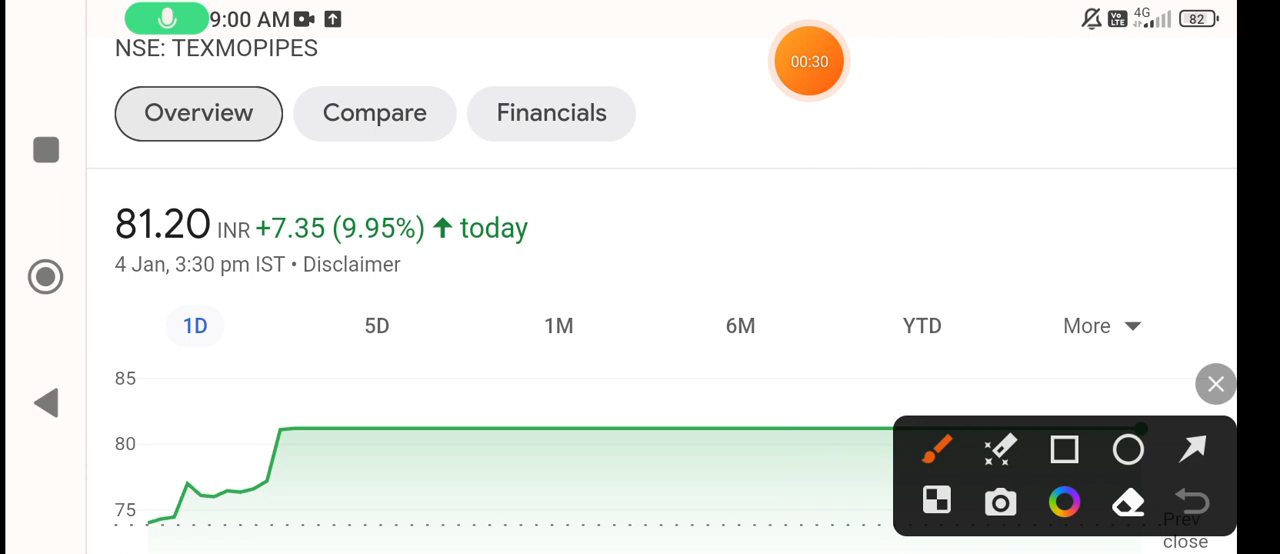 9:00 AM
Vo LTE 4G 82
NSE: TEXMOPIPES
00:30
Overview Compare Financials
81.20 INR +7.35 (9.95%) ↑ today
4 Jan, 3:30 pm IST • Disclaimer
1D 5D 1M 6M YTD More
85
80
75
Prev
close